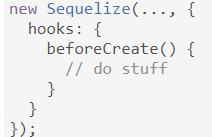 new Sequelize(..., {
  hooks: {
    beforeCreate() {
      // do stuff
    }
  }
});